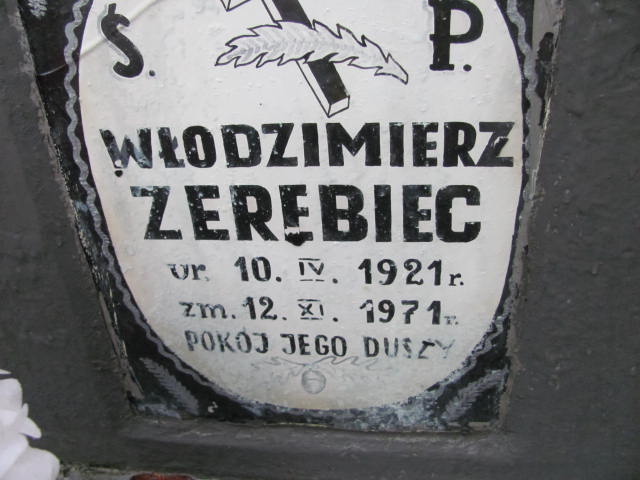 Ś. P.
WŁODZIMIERZ
ZERĘBIEC
ur. 10. IV. 1921 r.
zm. 12. XI. 1971 r.
POKÓJ JEGO DUSZY